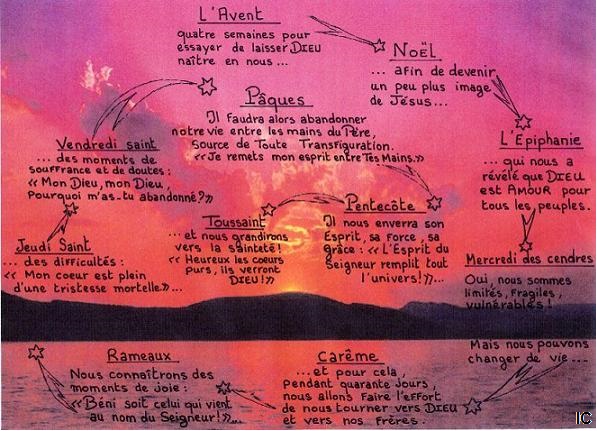 L'Avent
quatre semaines pour
essayer de laisser DIEU
naître en nous ...
NOËL
... afin de devenir
un peu plus image
de Jésus...
L'Epiphanie
... qui nous a
révélé que DIEU
est AMOUR pour
tous les peuples.
Mercredi des cendres
Oui, nous sommes
limités, fragiles,
vulnérables !
Mais nous pouvons
changer de vie ...
Carême
...et pour cela,
pendant quarante jours,
nous allons faire l'effort
de nous tourner vers DIEU
et vers nos frères.
Rameaux
Nous connaîtrons des
moments de joie :
« Béni soit celui qui vient
au nom du Seigneur! »...
Jeudi Saint
... des difficultés :
« Mon coeur est plein
d'une tristesse mortelle »...
Vendredi saint
... des moments de
souffrance et de doutes:
« Mon Dieu, mon Dieu,
Pourquoi m'as-tu abandonné?»
Pâques
Il faudra alors abandonner
notre vie entre les mains du Père,
Source de Toute Transfiguration.
«Je remets mon esprit entre Tes Mains.»
Pentecôte
Il nous enverra son
Esprit, sa force, sa
grâce : «L'Esprit du
Seigneur remplit tout
l'univers!»...
Toussaint
...et nous grandirons
vers la sainteté !
« Heureux les coeurs
purs, ils verront
DIEU ! »
IC